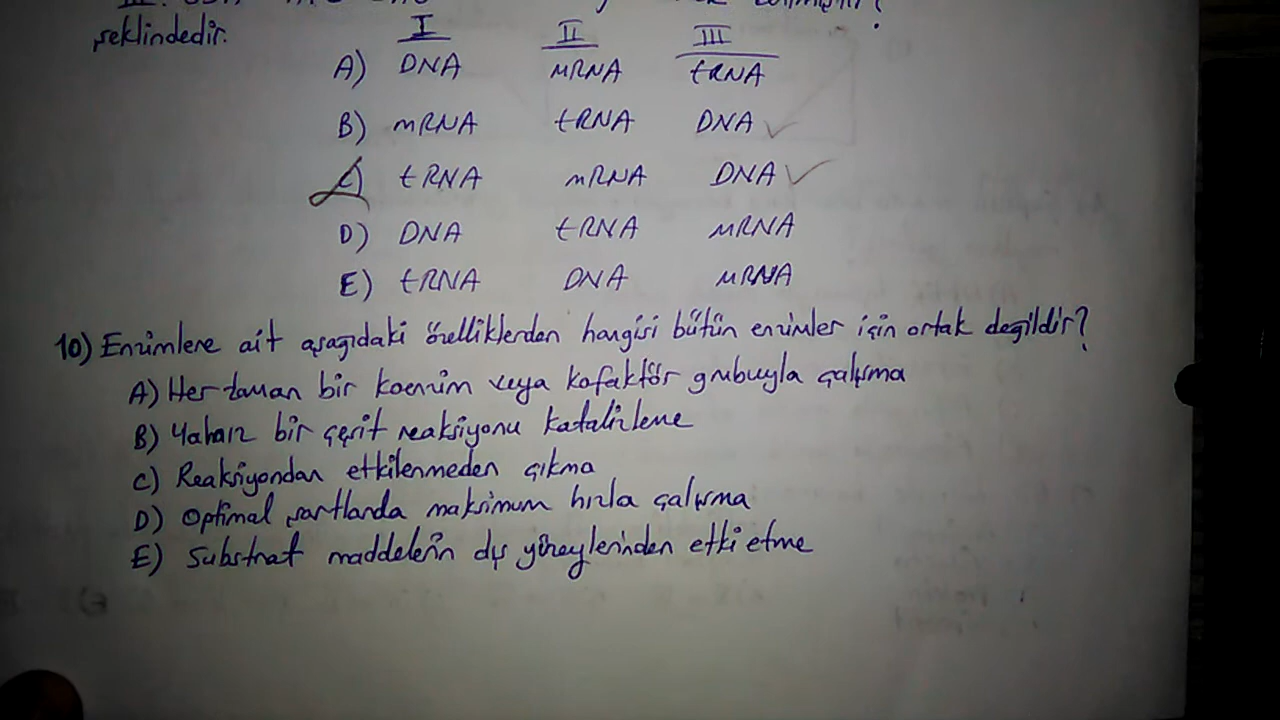 şeklindedir.
I II III
A) DNA mRNA tRNA
B) mRNA tRNA DNA ✓
C) tRNA mRNA DNA ✓
D) DNA tRNA mRNA
E) tRNA DNA mRNA
10) Enzimlere ait aşagıdaki özelliklerden hangisi bütün enzimler için ortak degildir?
A) Her zaman bir koenzim veya kofaktör grubuyla çalışma
B) Yalnız bir çeşit reaksiyonu katalizleme
C) Reaksiyondan etkilenmeden çıkma
D) Optimal şartlarda maksimum hızla çalışma
E) Substrat maddelerin dış yüzeylerinden etki etme